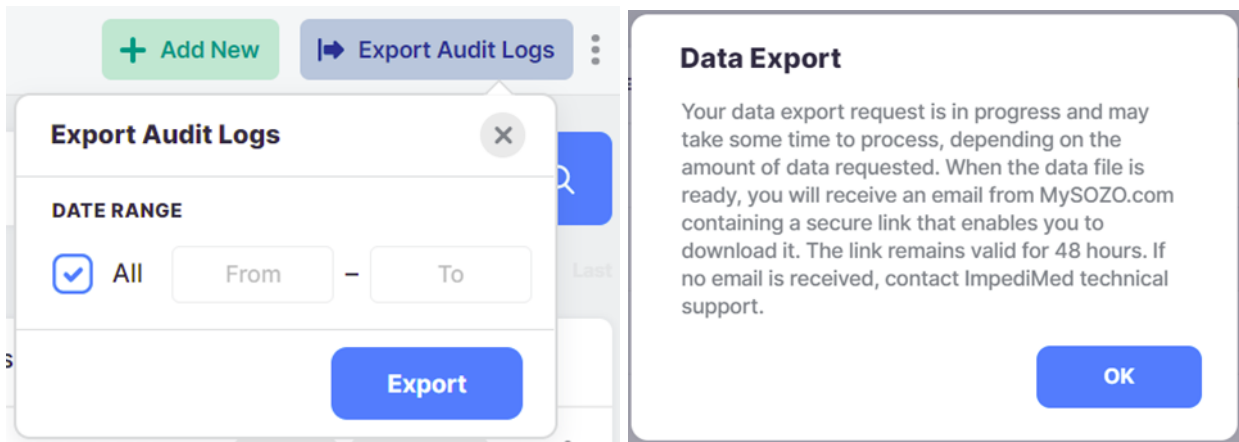 Add New
Export Audit Logs
Export Audit Logs
DATE RANGE
All From – To
Last
s
Export
Data Export
Your data export request is in progress and may
take some time to process, depending on the
amount of data requested. When the data file is
ready, you will receive an email from MySOZO.com
containing a secure link that enables you to
download it. The link remains valid for 48 hours. If
no email is received, contact ImpediMed technical
support.
OK